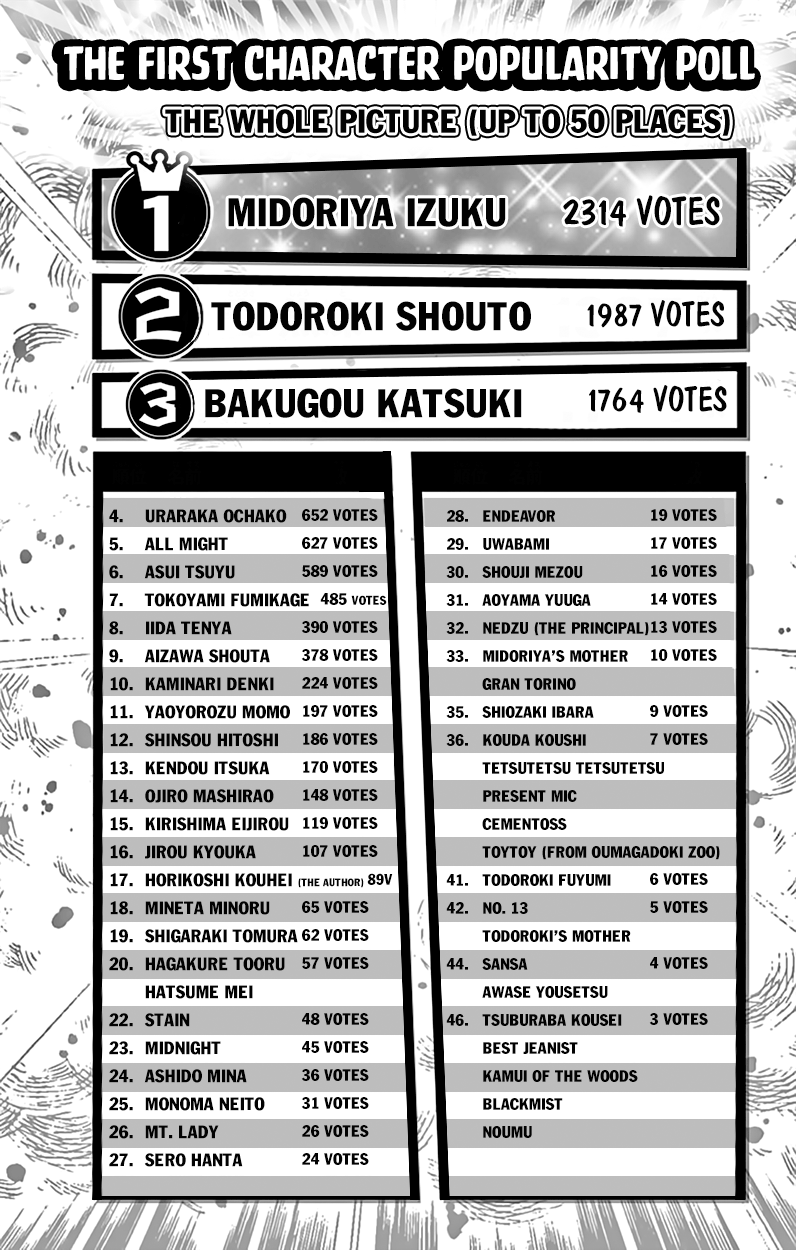 THE FIRST CHARACTER POPULARITY POLL
THE WHOLE PICTURE (UP TO 50 PLACES)
1 MIDORIYA IZUKU 2314 VOTES
2 TODOROKI SHOUTO 1987 VOTES
3 BAKUGOU KATSUKI 1764 VOTES
4. URARAKA OCHAKO 652 VOTES
5. ALL MIGHT 627 VOTES
6. ASUI TSUYU 589 VOTES
7. TOKOYAMI FUMIKAGE 485 VOTES
8. IIDA TENYA 390 VOTES
9. AIZAWA SHOUTA 378 VOTES
10. KAMINARI DENKI 224 VOTES
11. YAOYOROZU MOMO 197 VOTES
12. SHINSOU HITOSHI 186 VOTES
13. KENDOU ITSUKA 170 VOTES
14. OJIRO MASHIRAO 148 VOTES
15. KIRISHIMA EIJIROU 119 VOTES
16. JIROU KYOUKA 107 VOTES
17. HORIKOSHI KOUHEI (THE AUTHOR) 89V
18. MINETA MINORU 65 VOTES
19. SHIGARAKI TOMURA 62 VOTES
20. HAGAKURE TOORU 57 VOTES
HATSUME MEI
22. STAIN 48 VOTES
23. MIDNIGHT 45 VOTES
24. ASHIDO MINA 36 VOTES
25. MONOMA NEITO 31 VOTES
26. MT. LADY 26 VOTES
27. SERO HANTA 24 VOTES
28. ENDEAVOR 19 VOTES
29. UWABAMI 17 VOTES
30. SHOUJI MEZOU 16 VOTES
31. AOYAMA YUUGA 14 VOTES
32. NEDZU (THE PRINCIPAL) 13 VOTES
33. MIDORIYA'S MOTHER 10 VOTES
GRAN TORINO
35. SHIOZAKI IBARA 9 VOTES
36. KOUDA KOUSHI 7 VOTES
TETSUTETSU TETSUTETSU
PRESENT MIC
CEMENTOSS
TOYTOY (FROM OUMAGADOKI ZOO)
41. TODOROKI FUYUMI 6 VOTES
42. NO. 13 5 VOTES
TODOROKI'S MOTHER
44. SANSA 4 VOTES
AWASE YOUSETSU
46. TSUBURABA KOUSEI 3 VOTES
BEST JEANIST
KAMUI OF THE WOODS
BLACKMIST
NOUMU